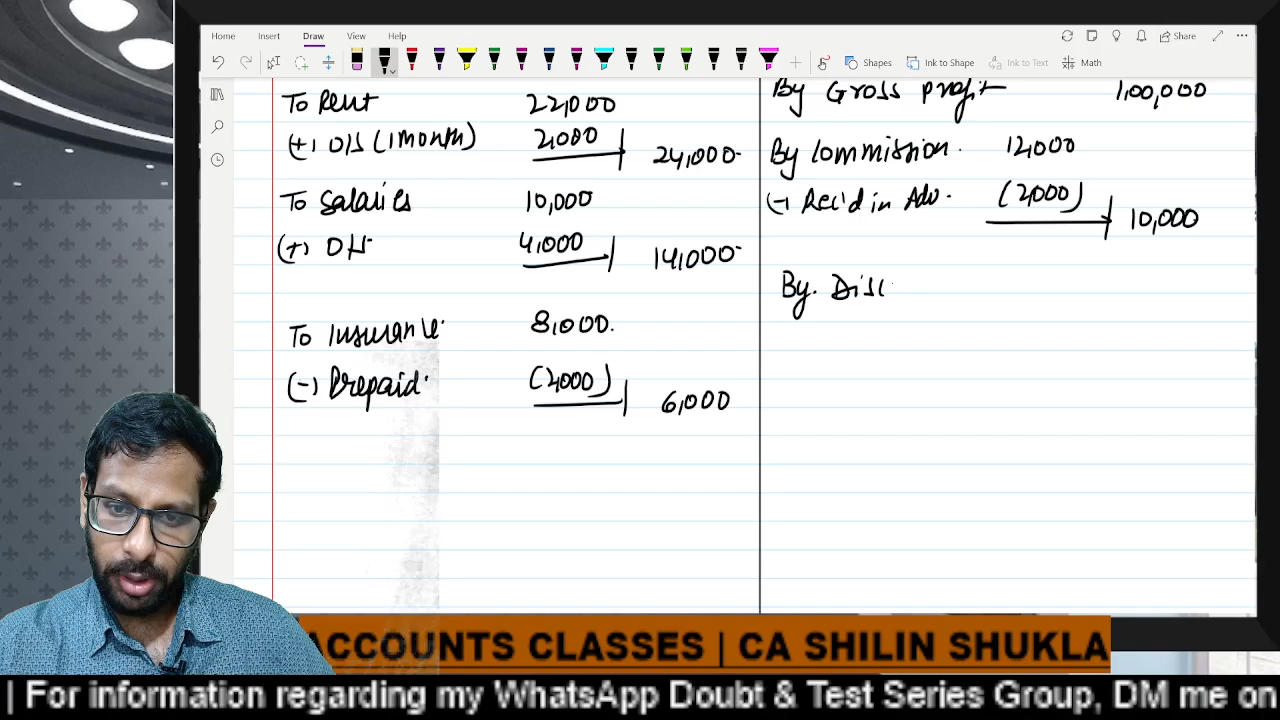 Home Insert Draw View Help
Share
Shapes Ink to Shape Ink to Text Math
To Rent 22,000
(+) O/S (1 Month) 2,000 24,000
To Salaries 10,000
(+) O/S 4,000 14,000
To Insurance 8,000
(-) Prepaid (2,000) 6,000
By Gross profit 1,00,000
By Commission 12,000
(-) Rec'd in Adv. (2,000) 10,000
By. Disc
ACCOUNTS CLASSES | CA SHILIN SHUKLA
| For information regarding my WhatsApp Doubt & Test Series Group, DM me on